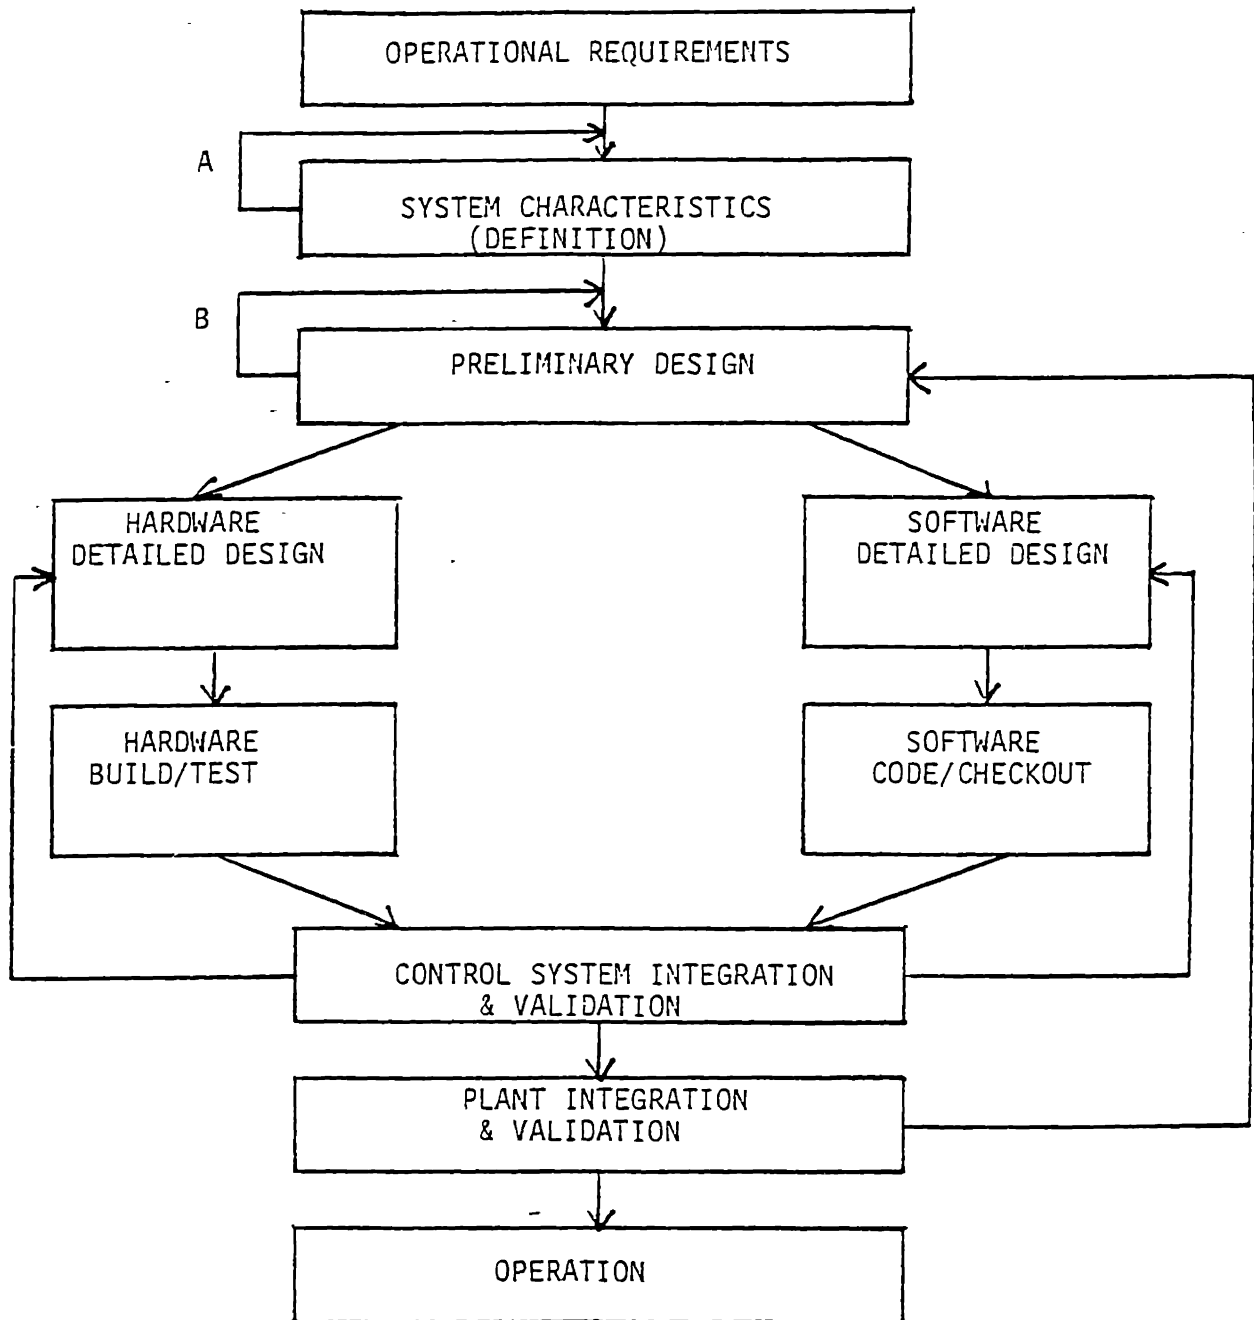 OPERATIONAL REQUIREMENTS
A
SYSTEM CHARACTERISTICS
(DEFINITION)
B
PRELIMINARY DESIGN
HARDWARE
DETAILED DESIGN
SOFTWARE
DETAILED DESIGN
HARDWARE
BUILD/TEST
SOFTWARE
CODE/CHECKOUT
CONTROL SYSTEM INTEGRATION
& VALIDATION
PLANT INTEGRATION
& VALIDATION
OPERATION